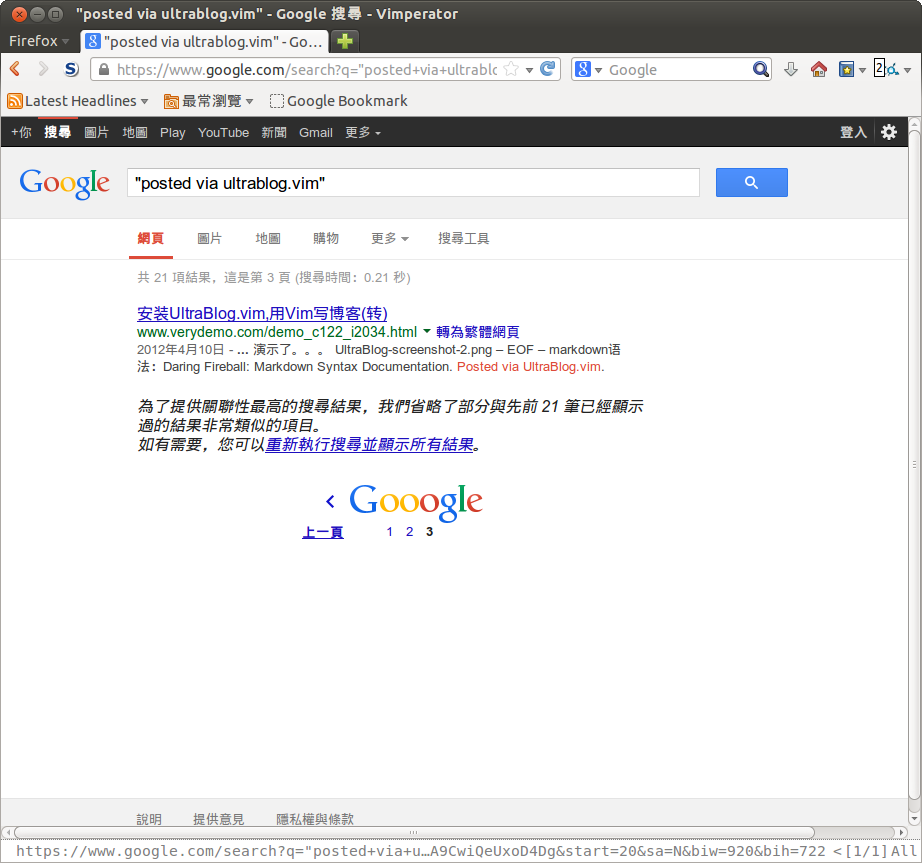 "posted via ultrablog.vim" - Google 搜尋 - Vimperator
Firefox
"posted via ultrablog.vim" - Go...
https://www.google.com/search?q="posted+via+ultrablo
Google
2
Latest Headlines
最常瀏覽
Google Bookmark
+你 搜尋 圖片 地圖 Play YouTube 新聞 Gmail 更多
登入
Google
"posted via ultrablog.vim"
網頁 圖片 地圖 購物 更多 搜尋工具
共 21 項結果，這是第 3 頁 (搜尋時間：0.21 秒)
安装UltraBlog.vim,用Vim写博客(转)
www.verydemo.com/demo_c122_i2034.html 轉為繁體網頁
2012年4月10日 - ... 演示了。。。 UltraBlog-screenshot-2.png – EOF – markdown语
法：Daring Fireball: Markdown Syntax Documentation. Posted via UltraBlog.vim.
為了提供關聯性最高的搜尋結果，我們省略了部分與先前 21 筆已經顯示
過的結果非常類似的項目。
如有需要，您可以重新執行搜尋並顯示所有結果。
Gooogle
上一頁 1 2 3
說明 提供意見 隱私權與條款
https://www.google.com/search?q="posted+via+u…A9CwiQeUxoD4Dg&start=20&sa=N&biw=920&bih=722 <[1/1] All